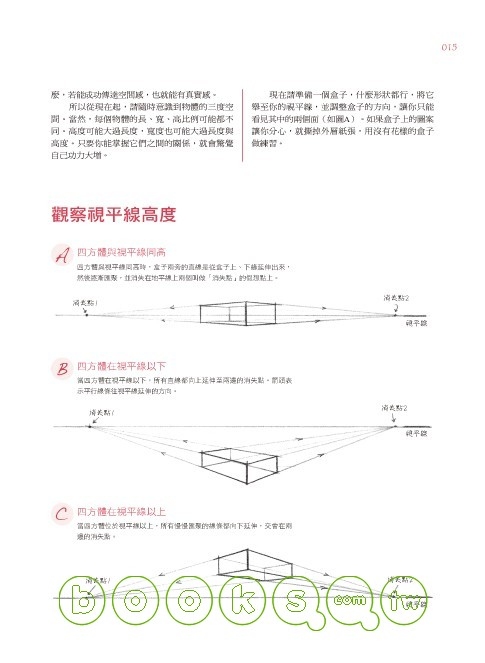 015
麼，若能成功傳達空間感，也就能有真實感。
所以從現在起，請隨時意識到物體的三度空
間。當然，每個物體的長、寬、高比例可能都不
同。高度可能大過長度，寬度也可能大過長度與
高度。只要你能掌握它們之間的關係，就會驚覺
自己功力大增。
現在請準備一個盒子，什麼形狀都行，將它
舉至你的視平線，並調整盒子的方向，讓你只能
看見其中的兩個面（如圖A）。如果盒子上的圖案
讓你分心，就撕掉外層紙張，用沒有花樣的盒子
做練習。
觀察視平線高度
A 四方體與視平線同高
四方體與視平線同高時，盒子兩旁的直線是從盒子上、下緣延伸出來，
然後逐漸匯聚，並消失在地平線上兩個叫做「消失點」的假想點上。
消失點1
消失點2
視平線
B 四方體在視平線以下
當四方體在視平線以下，所有直線都向上延伸至兩邊的消失點。箭頭表
示平行線條往視平線延伸的方向。
消失點1
消失點2
視平線
C 四方體在視平線以上
當四方體位於視平線以上，所有慢慢匯聚的線條都向下延伸，交會在兩
邊的消失點。
消失點1
消失點2
視平線
books.com.tw